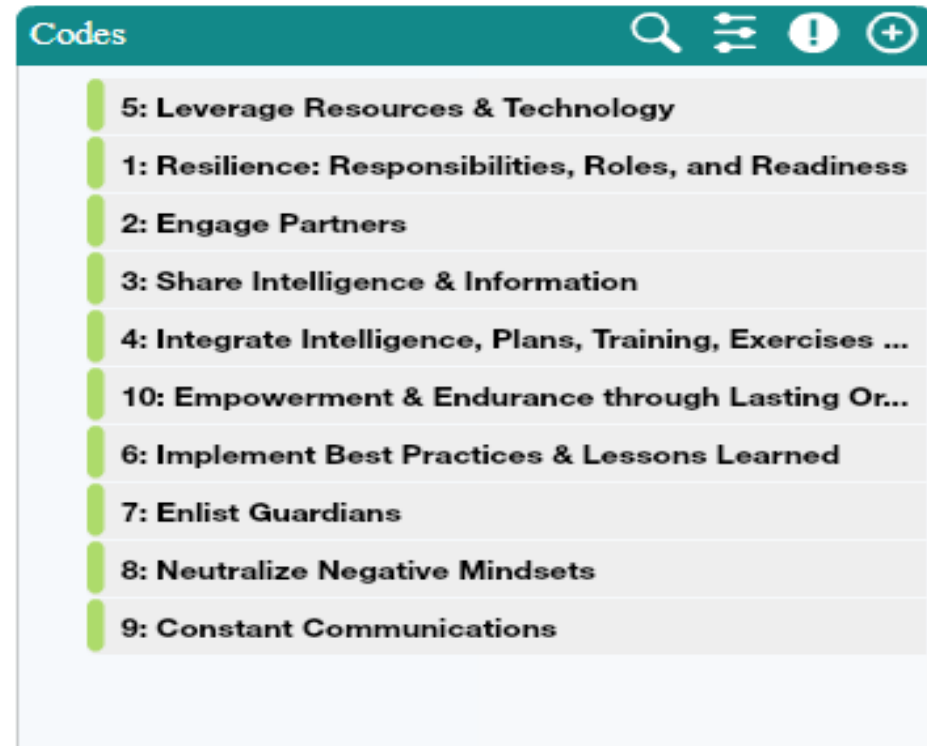 Codes
5: Leverage Resources & Technology
1: Resilience: Responsibilities, Roles, and Readiness
2: Engage Partners
3: Share Intelligence & Information
4: Integrate Intelligence, Plans, Training, Exercises ...
10: Empowerment & Endurance through Lasting Or...
6: Implement Best Practices & Lessons Learned
7: Enlist Guardians
8: Neutralize Negative Mindsets
9: Constant Communications